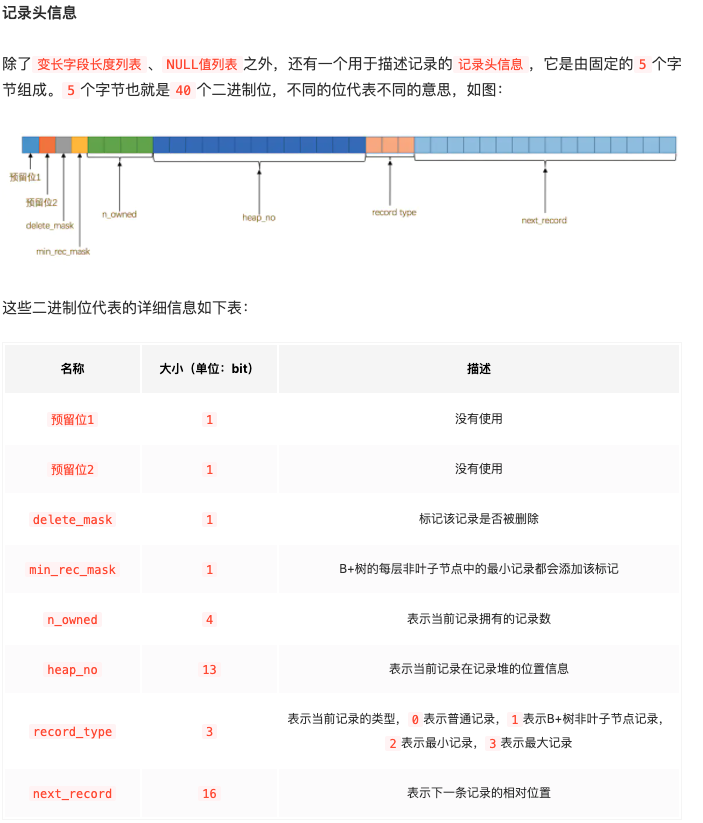 记录头信息
除了 变长字段长度列表 、 NULL值列表 之外，还有一个用于描述记录的 记录头信息 ，它是由固定的 5 个字
节组成。 5 个字节也就是 40 个二进制位，不同的位代表不同的意思，如图：
预留位1
预留位2
delete_mask
min_rec_mask
n_owned
heap_no
record type
next_record
这些二进制位代表的详细信息如下表：
名称 大小（单位：bit） 描述
预留位1 1 没有使用
预留位2 1 没有使用
delete_mask 1 标记该记录是否被删除
min_rec_mask 1 B+树的每层非叶子节点中的最小记录都会添加该标记
n_owned 4 表示当前记录拥有的记录数
heap_no 13 表示当前记录在记录堆的位置信息
record_type 3 表示当前记录的类型， 0 表示普通记录， 1 表示B+树非叶子节点记录，
2 表示最小记录， 3 表示最大记录
next_record 16 表示下一条记录的相对位置